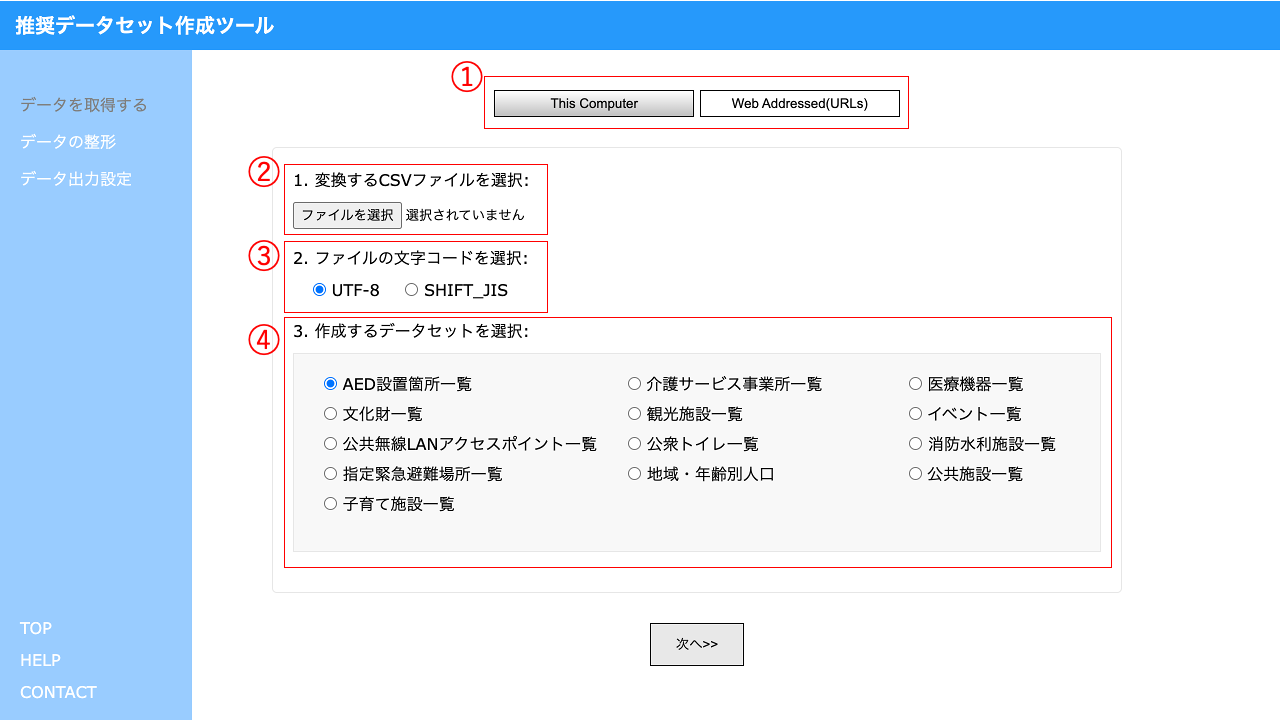 推奨データセット作成ツール
データを取得する
データの整形
データ出力設定
TOP
HELP
CONTACT
①
This Computer Web Addressed(URLs)
②
1. 変換するCSVファイルを選択:
ファイルを選択 選択されていません
③
2. ファイルの文字コードを選択:
UTF-8 SHIFT_JIS
④
3. 作成するデータセットを選択:
AED設置箇所一覧 介護サービス事業所一覧 医療機器一覧
文化財一覧 観光施設一覧 イベント一覧
公共無線LANアクセスポイント一覧 公衆トイレ一覧 消防水利施設一覧
指定緊急避難場所一覧 地域・年齢別人口 公共施設一覧
子育て施設一覧
次へ>>